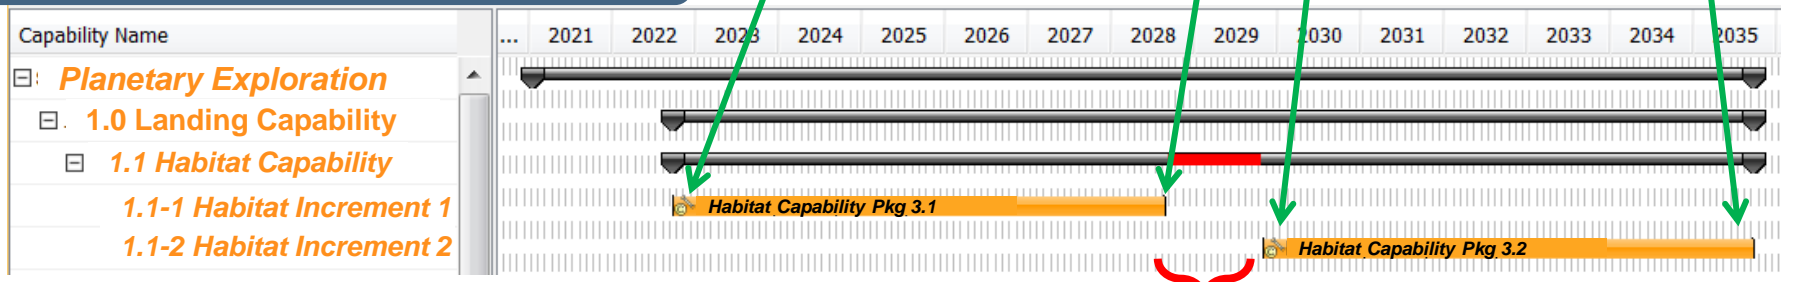 Capability Name ... 2021 2022 2023 2024 2025 2026 2027 2028 2029 2030 2031 2032 2033 2034 2035
Planetary Exploration
1.0 Landing Capability
1.1 Habitat Capability
1.1-1 Habitat Increment 1 Habitat Capability Pkg 3.1
1.1-2 Habitat Increment 2 Habitat Capability Pkg 3.2